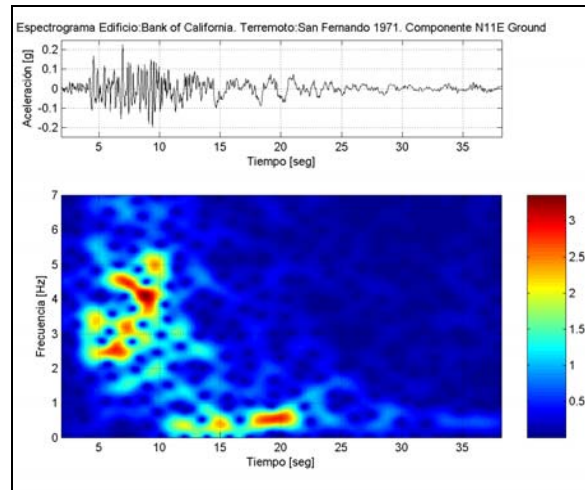 Espectrograma Edificio:Bank of California. Terremoto:San Fernando 1971. Componente N11E Ground
Aceleración [g]
0.2
0.1
0
-0.1
-0.2
5 10 15 20 25 30 35
Tiempo [seg]
Frecuencia [Hz]
7
6
5
4
3
2
1
0
5 10 15 20 25 30 35
Tiempo [seg]
3
2.5
2
1.5
1
0.5